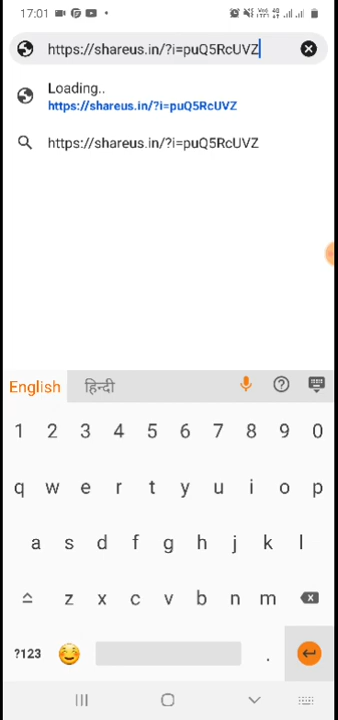 17:01
https://shareus.in/?i=puQ5RcUVZ
Loading..
https://shareus.in/?i=puQ5RcUVZ
https://shareus.in/?i=puQ5RcUVZ
English हिन्दी
1 2 3 4 5 6 7 8 9 0
q w e r t y u i o p
a s d f g h j k l
z x c v b n m
?123 .